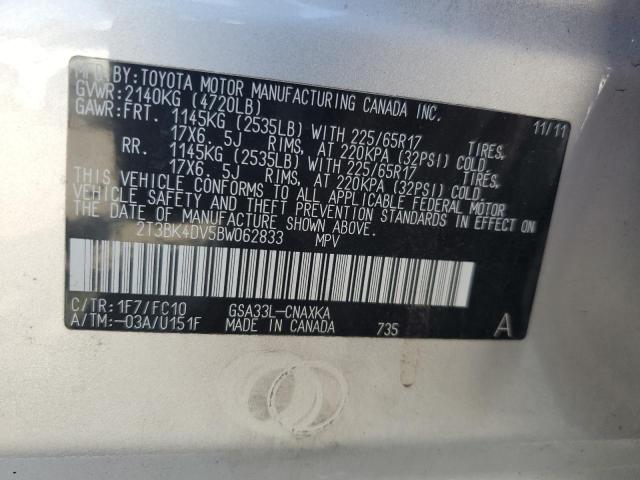 MFD. BY: TOYOTA MOTOR MANUFACTURING CANADA INC.
GVWR: 2140KG (4720LB) 11/11
GAWR: FRT. 1145KG (2535LB) WITH 225/65R17 TIRES,
17X6.5J RIMS, AT 220KPA (32PSI) COLD.
RR. 1145KG (2535LB) WITH 225/65R17 TIRES,
17X6.5J RIMS, AT 220KPA (32PSI) COLD.
THIS VEHICLE CONFORMS TO ALL APPLICABLE FEDERAL MOTOR
VEHICLE SAFETY AND THEFT PREVENTION STANDARDS IN EFFECT ON
THE DATE OF MANUFACTURE SHOWN ABOVE.
2T3BK4DV5BW062833 MPV
C/TR: 1F7/FC10 GSA33L-CNAXKA
A/TM: -03A/U151F MADE IN CANADA 735 A